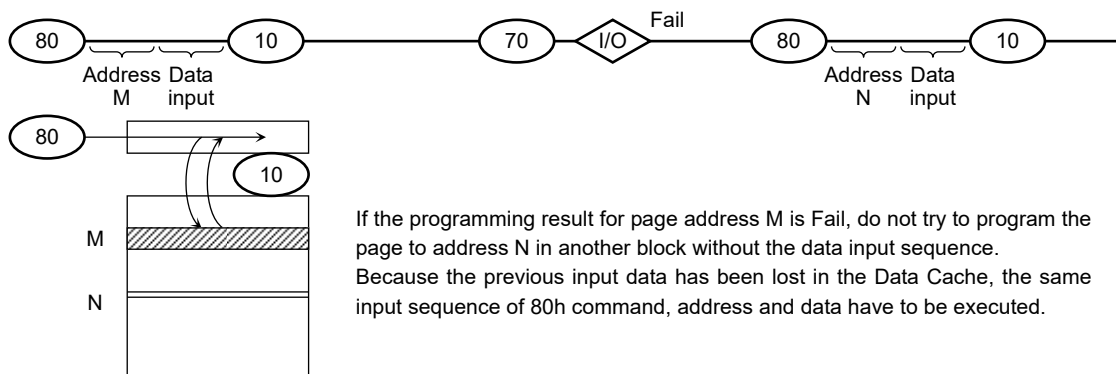 Fail
80 10 70 I/O 80 10
Address Data Address Data
M input N input
80
10
If the programming result for page address M is Fail, do not try to program the
M
page to address N in another block without the data input sequence.
Because the previous input data has been lost in the Data Cache, the same
N
input sequence of 80h command, address and data have to be executed.